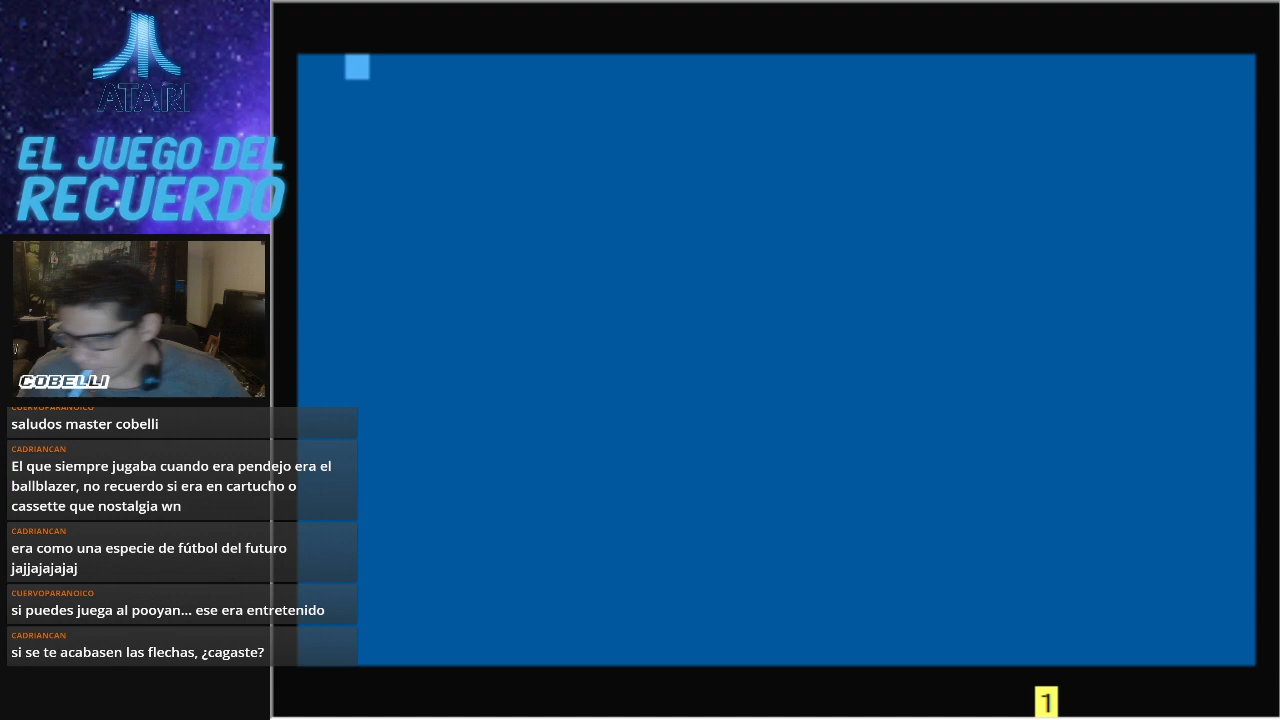 ATARI
EL JUEGO DEL
RECUERDO
COBELLI
CUERVOPARANOICO
saludos master cobelli
CADRIANCAN
El que siempre jugaba cuando era pendejo era el
ballblazer, no recuerdo si era en cartucho o
cassette que nostalgia wn
CADRIANCAN
era como una especie de fútbol del futuro
jajjajajajaj
CUERVOPARANOICO
si puedes juega al pooyan... ese era entretenido
CADRIANCAN
si se te acabasen las flechas, ¿cagaste?
1